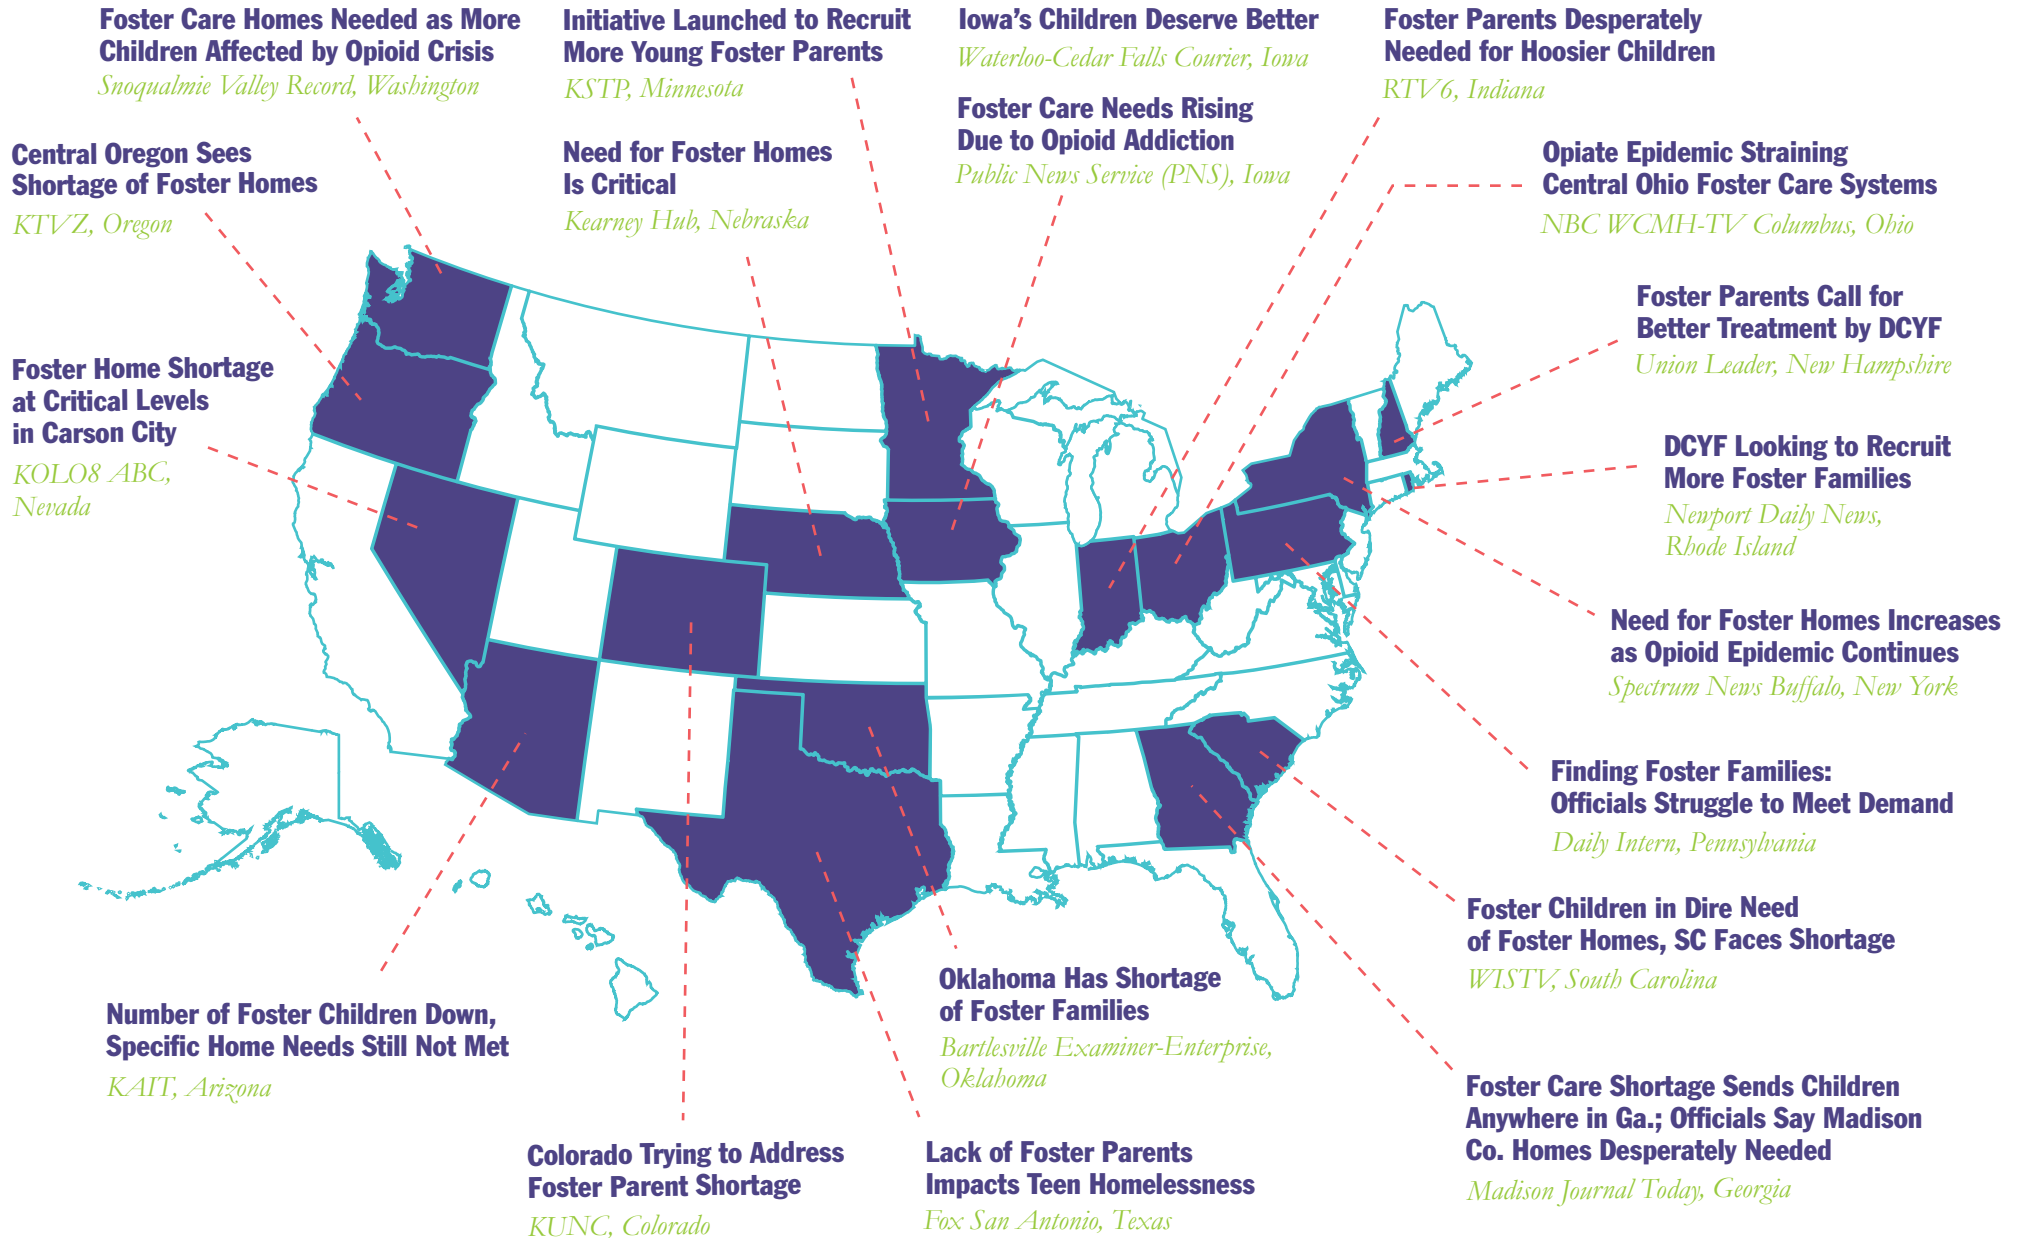 Foster Care Homes Needed as More
Children Affected by Opioid Crisis
Snoqualmie Valley Record, Washington
Initiative Launched to Recruit
More Young Foster Parents
KSTP, Minnesota
Iowa's Children Deserve Better
Waterloo-Cedar Falls Courier, Iowa
Foster Parents Desperately
Needed for Hoosier Children
RTV6, Indiana
Central Oregon Sees
Shortage of Foster Homes
KTVZ, Oregon
Need for Foster Homes
Is Critical
Kearney Hub, Nebraska
Foster Care Needs Rising
Due to Opioid Addiction
Public News Service (PNS), Iowa
Opiate Epidemic Straining
Central Ohio Foster Care Systems
NBC WCMH-TV Columbus, Ohio
Foster Parents Call for
Better Treatment by DCYF
Union Leader, New Hampshire
Foster Home Shortage
at Critical Levels
in Carson City
KOLO8 ABC,
Nevada
DCYF Looking to Recruit
More Foster Families
Newport Daily News,
Rhode Island
Need for Foster Homes Increases
as Opioid Epidemic Continues
Spectrum News Buffalo, New York
Finding Foster Families:
Officials Struggle to Meet Demand
Daily Intern, Pennsylvania
Foster Children in Dire Need
of Foster Homes, SC Faces Shortage
WISTV, South Carolina
Number of Foster Children Down,
Specific Home Needs Still Not Met
KAIT, Arizona
Oklahoma Has Shortage
of Foster Families
Bartlesville Examiner-Enterprise,
Oklahoma
Foster Care Shortage Sends Children
Anywhere in Ga.; Officials Say Madison
Co. Homes Desperately Needed
Madison Journal Today, Georgia
Colorado Trying to Address
Foster Parent Shortage
KUNC, Colorado
Lack of Foster Parents
Impacts Teen Homelessness
Fox San Antonio, Texas